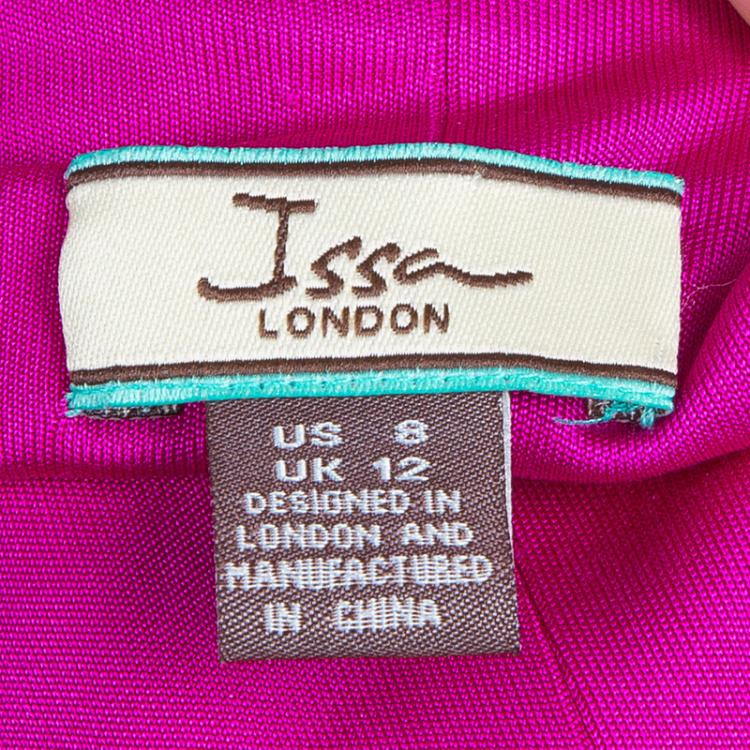 Issa
LONDON
US 8
UK 12
DESIGNED IN
LONDON AND
MANUFACTURED
IN CHINA